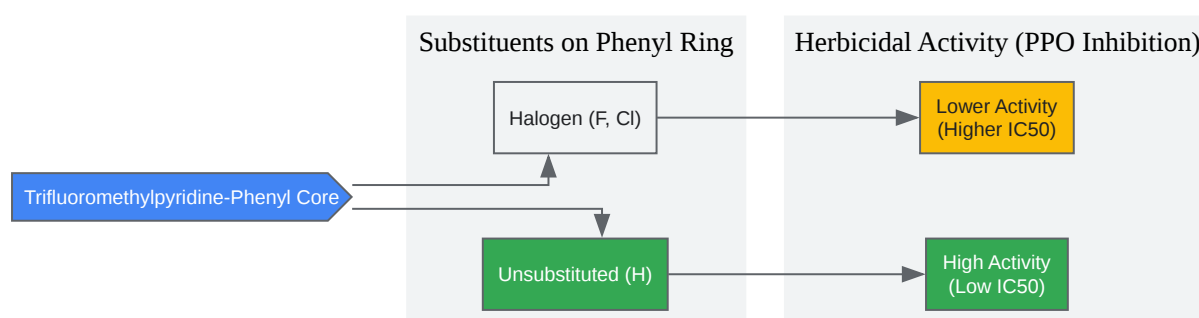 Substituents on Phenyl Ring
Herbicidal Activity (PPO Inhibition)
Halogen (F, Cl)
Lower Activity
(Higher IC50)
Trifluoromethylpyridine-Phenyl Core
Unsubstituted (H)
High Activity
(Low IC50)